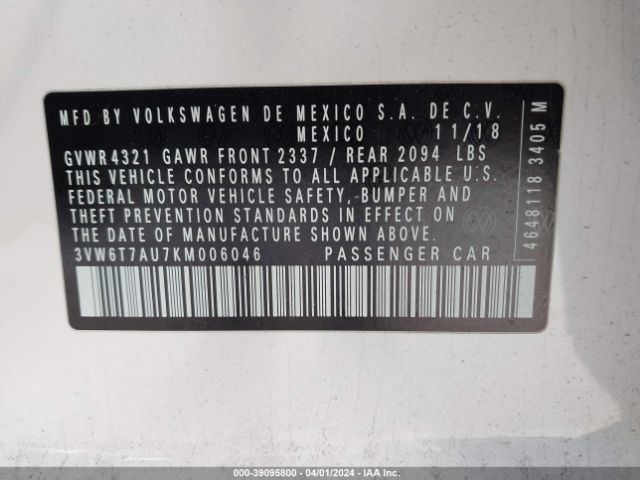 MFD BY VOLKSWAGEN DE MEXICO S.A. DE C.V.
MEXICO 11/18
GVWR 4321 GAWR FRONT 2337 / REAR 2094 LBS
THIS VEHICLE CONFORMS TO ALL APPLICABLE U.S.
FEDERAL MOTOR VEHICLE SAFETY, BUMPER AND
THEFT PREVENTION STANDARDS IN EFFECT ON
THE DATE OF MANUFACTURE SHOWN ABOVE.
3VW6T7AU7KM006046 PASSENGER CAR
4648118 3405 M
000-39095800 - 04/01/2024 - IAA Inc.